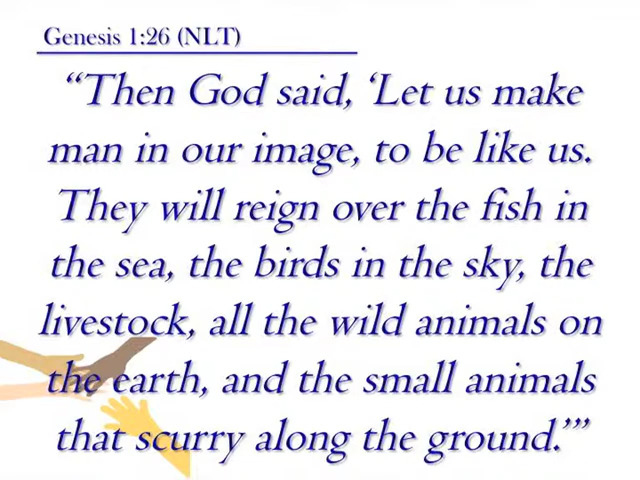 Genesis 1:26 (NLT)
“Then God said, ‘Let us make
man in our image, to be like us.
They will reign over the fish in
the sea, the birds in the sky, the
livestock, all the wild animals on
the earth, and the small animals
that scurry along the ground.’”